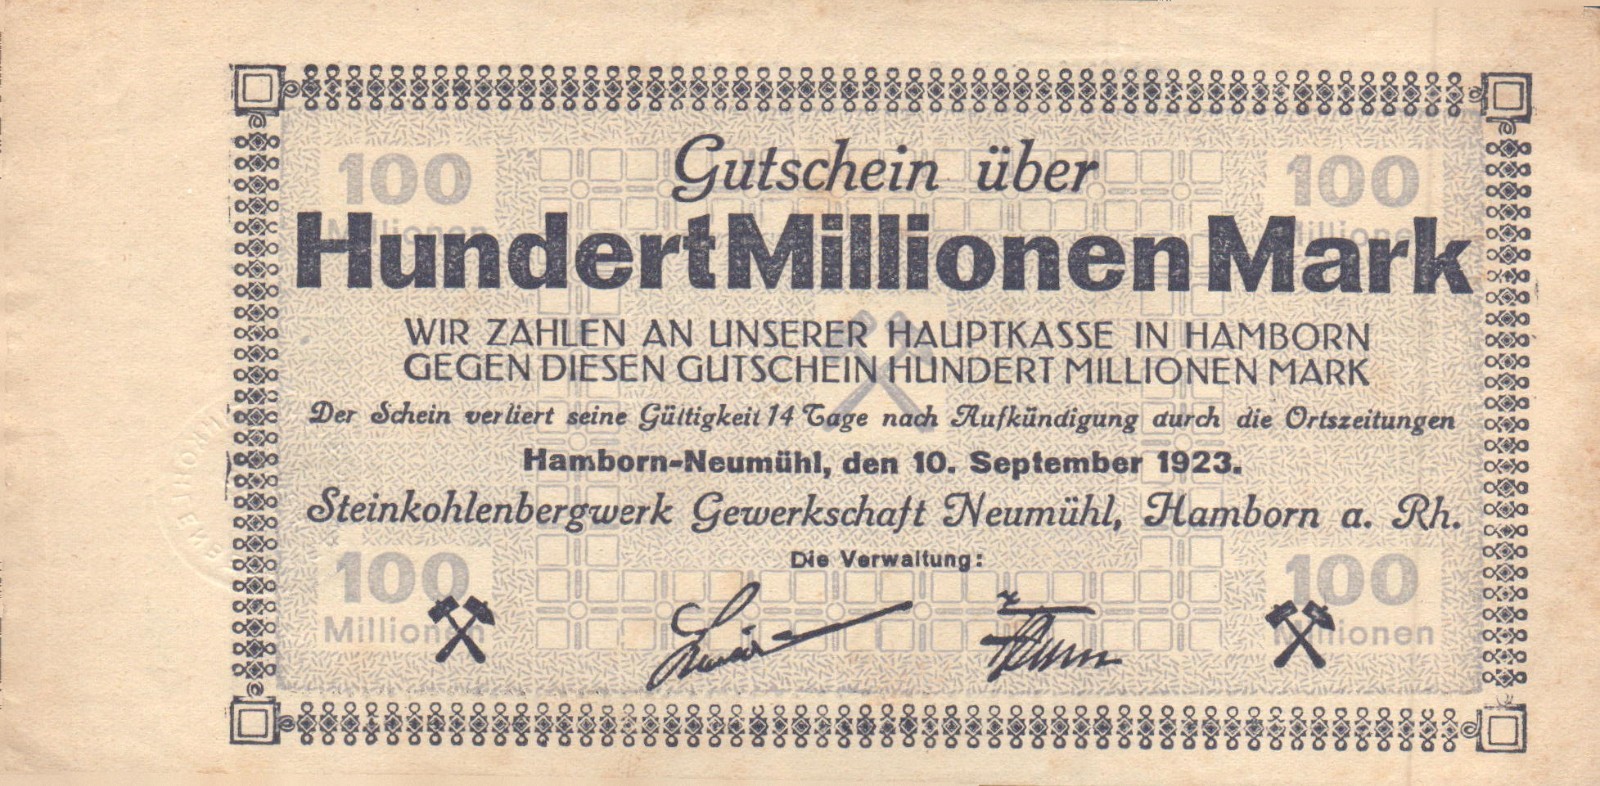 100
100
Gutschein über
Millionen
Millionen
Hundert Millionen Mark
WIR ZAHLEN AN UNSERER HAUPTKASSE IN HAMBORN
GEGEN DIESEN GUTSCHEIN HUNDERT MILLIONEN MARK
Der Schein verliert seine Gültigkeit 14 Tage nach Aufkündigung durch die Ortszeitungen
Hamborn-Neumühl, den 10. September 1923.
Steinkohlenbergwerk Gewerkschaft Neumühl, Hamborn a. Rh.
Die Verwaltung:
100
100
Millionen
Millionen